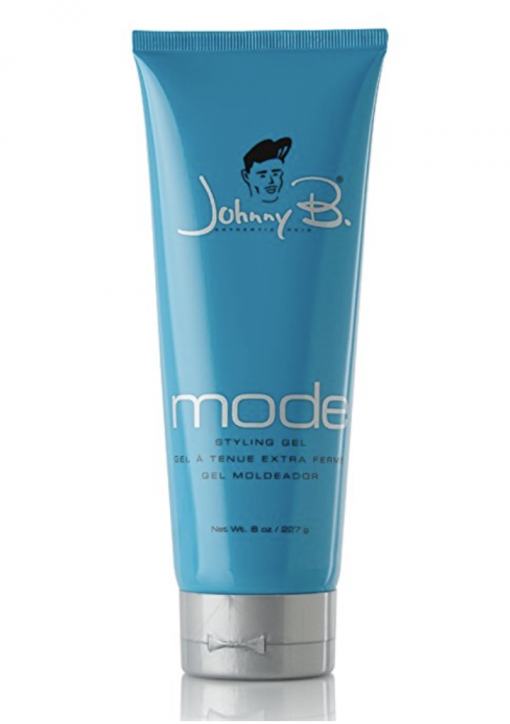 Johnny B.®
AUTHENTIC HAIR
mode
STYLING GEL
GEL À TENUE EXTRA FERME
GEL MOLDEADOR
Net. Wt. 8 oz / 227 g